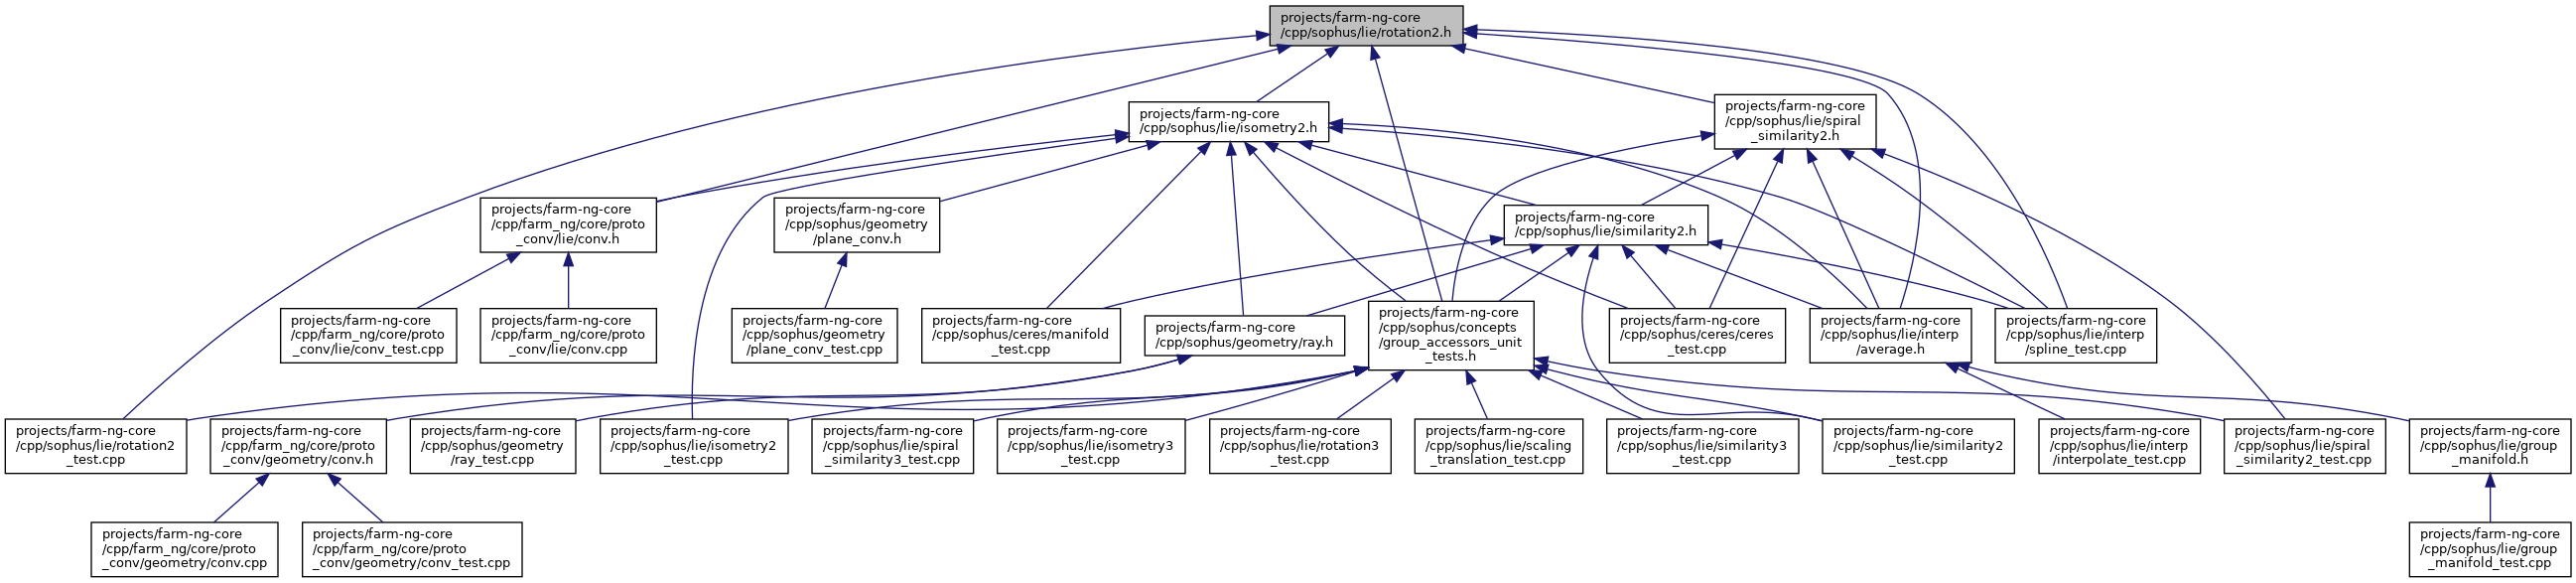 projects/farm-ng-core
/cpp/sophus/lie/rotation2.h
projects/farm-ng-core
/cpp/sophus/lie/isometry2.h
projects/farm-ng-core
/cpp/sophus/lie/spiral
_similarity2.h
projects/farm-ng-core
/cpp/farm_ng/core/proto
_conv/lie/conv.h
projects/farm-ng-core
/cpp/sophus/geometry
/plane_conv.h
projects/farm-ng-core
/cpp/sophus/lie/similarity2.h
projects/farm-ng-core
/cpp/farm_ng/core/proto
_conv/lie/conv_test.cpp
projects/farm-ng-core
/cpp/farm_ng/core/proto
_conv/lie/conv.cpp
projects/farm-ng-core
/cpp/sophus/geometry
/plane_conv_test.cpp
projects/farm-ng-core
/cpp/sophus/ceres/manifold
_test.cpp
projects/farm-ng-core
/cpp/sophus/geometry/ray.h
projects/farm-ng-core
/cpp/sophus/concepts
/group_accessors_unit
_tests.h
projects/farm-ng-core
/cpp/sophus/ceres/ceres
_test.cpp
projects/farm-ng-core
/cpp/sophus/lie/interp
/average.h
projects/farm-ng-core
/cpp/sophus/lie/interp
/spline_test.cpp
projects/farm-ng-core
/cpp/sophus/lie/rotation2
_test.cpp
projects/farm-ng-core
/cpp/farm_ng/core/proto
_conv/geometry/conv.h
projects/farm-ng-core
/cpp/sophus/geometry
/ray_test.cpp
projects/farm-ng-core
/cpp/sophus/lie/isometry2
_test.cpp
projects/farm-ng-core
/cpp/sophus/lie/spiral
_similarity3_test.cpp
projects/farm-ng-core
/cpp/sophus/lie/isometry3
_test.cpp
projects/farm-ng-core
/cpp/sophus/lie/rotation3
_test.cpp
projects/farm-ng-core
/cpp/sophus/lie/scaling
_translation_test.cpp
projects/farm-ng-core
/cpp/sophus/lie/similarity3
_test.cpp
projects/farm-ng-core
/cpp/sophus/lie/similarity2
_test.cpp
projects/farm-ng-core
/cpp/sophus/lie/interp
/interpolate_test.cpp
projects/farm-ng-core
/cpp/sophus/lie/spiral
_similarity2_test.cpp
projects/farm-ng-core
/cpp/sophus/lie/group
_manifold.h
projects/farm-ng-core
/cpp/farm_ng/core/proto
_conv/geometry/conv.cpp
projects/farm-ng-core
/cpp/farm_ng/core/proto
_conv/geometry/conv_test.cpp
projects/farm-ng-core
/cpp/sophus/lie/group
_manifold_test.cpp